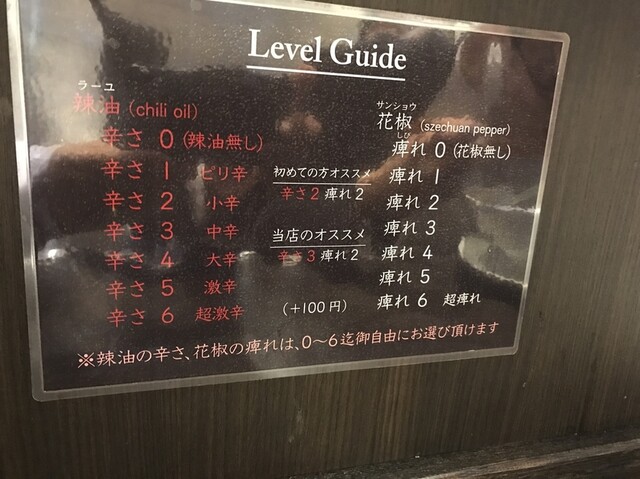 Level Guide
ラーユ
辣油 (chili oil)
辛さ 0 (辣油無し)
辛さ 1 ピリ辛
辛さ 2 小辛
辛さ 3 中辛
辛さ 4 大辛
辛さ 5 激辛
辛さ 6 超激辛
初めての方オススメ
辛さ2 痺れ2
当店のオススメ
辛さ3 痺れ2
(+100円)
サンショウ
花椒 (szechuan pepper)
しび
痺れ 0 (花椒無し)
痺れ 1
痺れ 2
痺れ 3
痺れ 4
痺れ 5
痺れ 6 超痺れ
※辣油の辛さ、花椒の痺れは、0〜6迄御自由にお選び頂けます